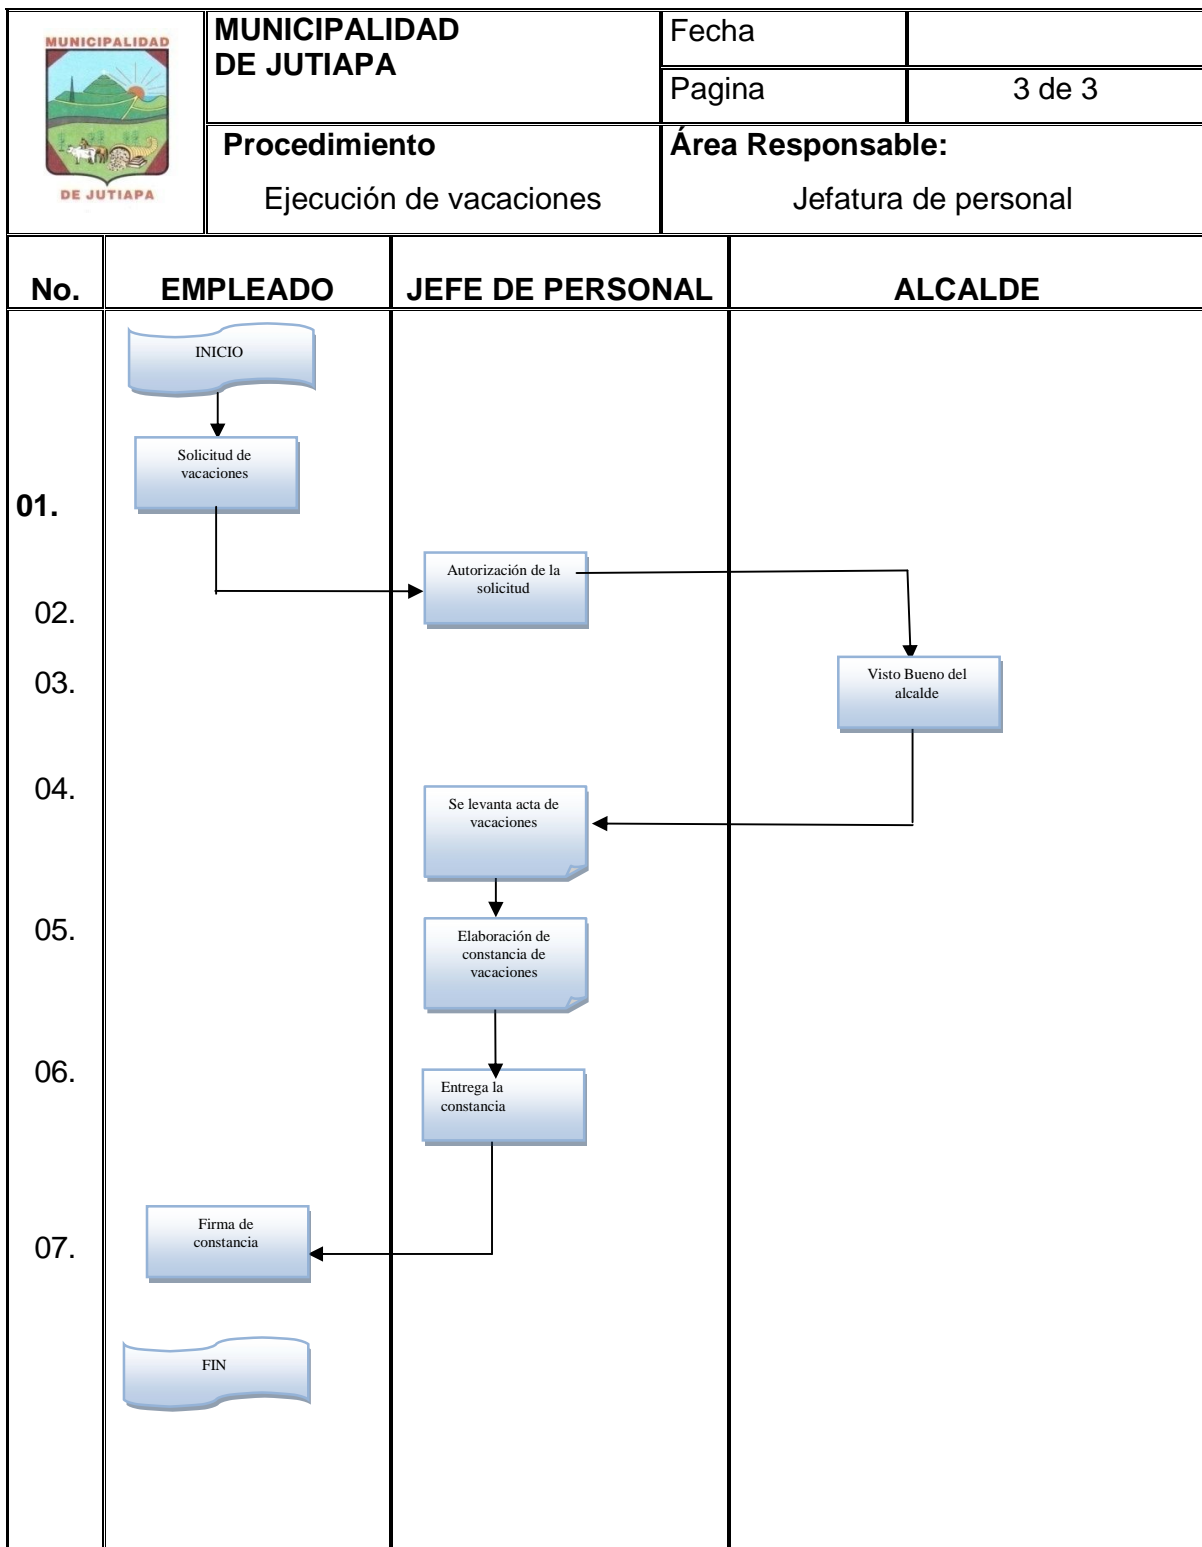 MUNICIPALIDAD
DE JUTIAPA
MUNICIPALIDAD
DE JUTIAPA
Fecha
Pagina
3 de 3
Procedimiento
Ejecución de vacaciones
Área Responsable:
Jefatura de personal
No.
EMPLEADO
JEFE DE PERSONAL
ALCALDE
INICIO
Solicitud de
vacaciones
01.
Autorización de la
solicitud
02.
Visto Bueno del
alcalde
03.
04.
Se levanta acta de
vacaciones
05.
Elaboración de
constancia de
vacaciones
06.
Entrega la
constancia
07.
Firma de
constancia
FIN